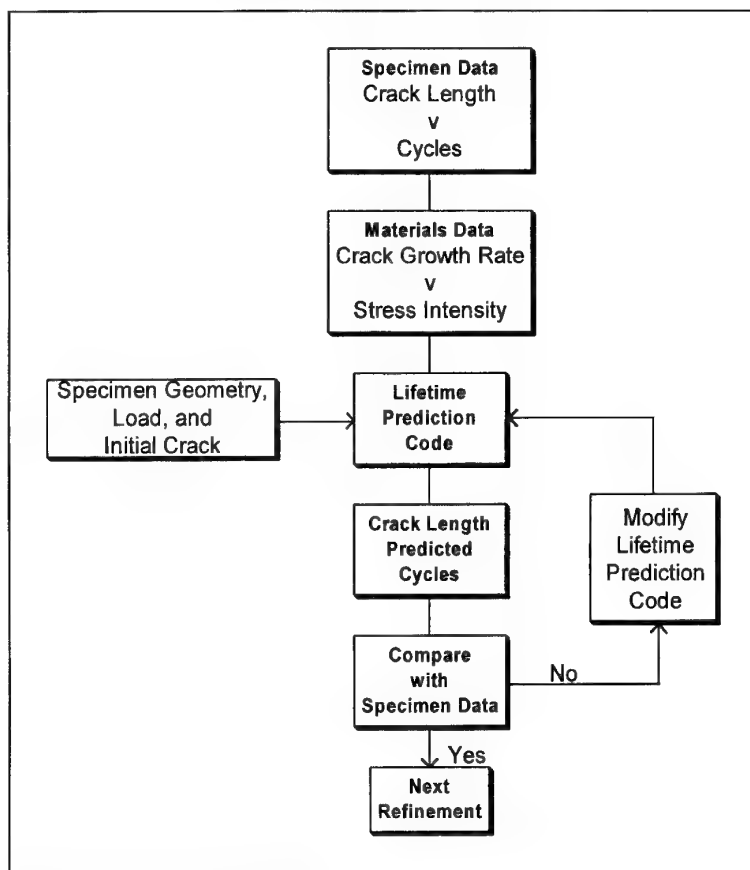 Specimen Data
Crack Length
v
Cycles
Materials Data
Crack Growth Rate
v
Stress Intensity
Specimen Geometry,
Load, and
Initial Crack
Lifetime
Prediction
Code
Crack Length
Predicted
Cycles
Modify
Lifetime
Prediction
Code
Compare
with
Specimen Data
No
Yes
Next
Refinement